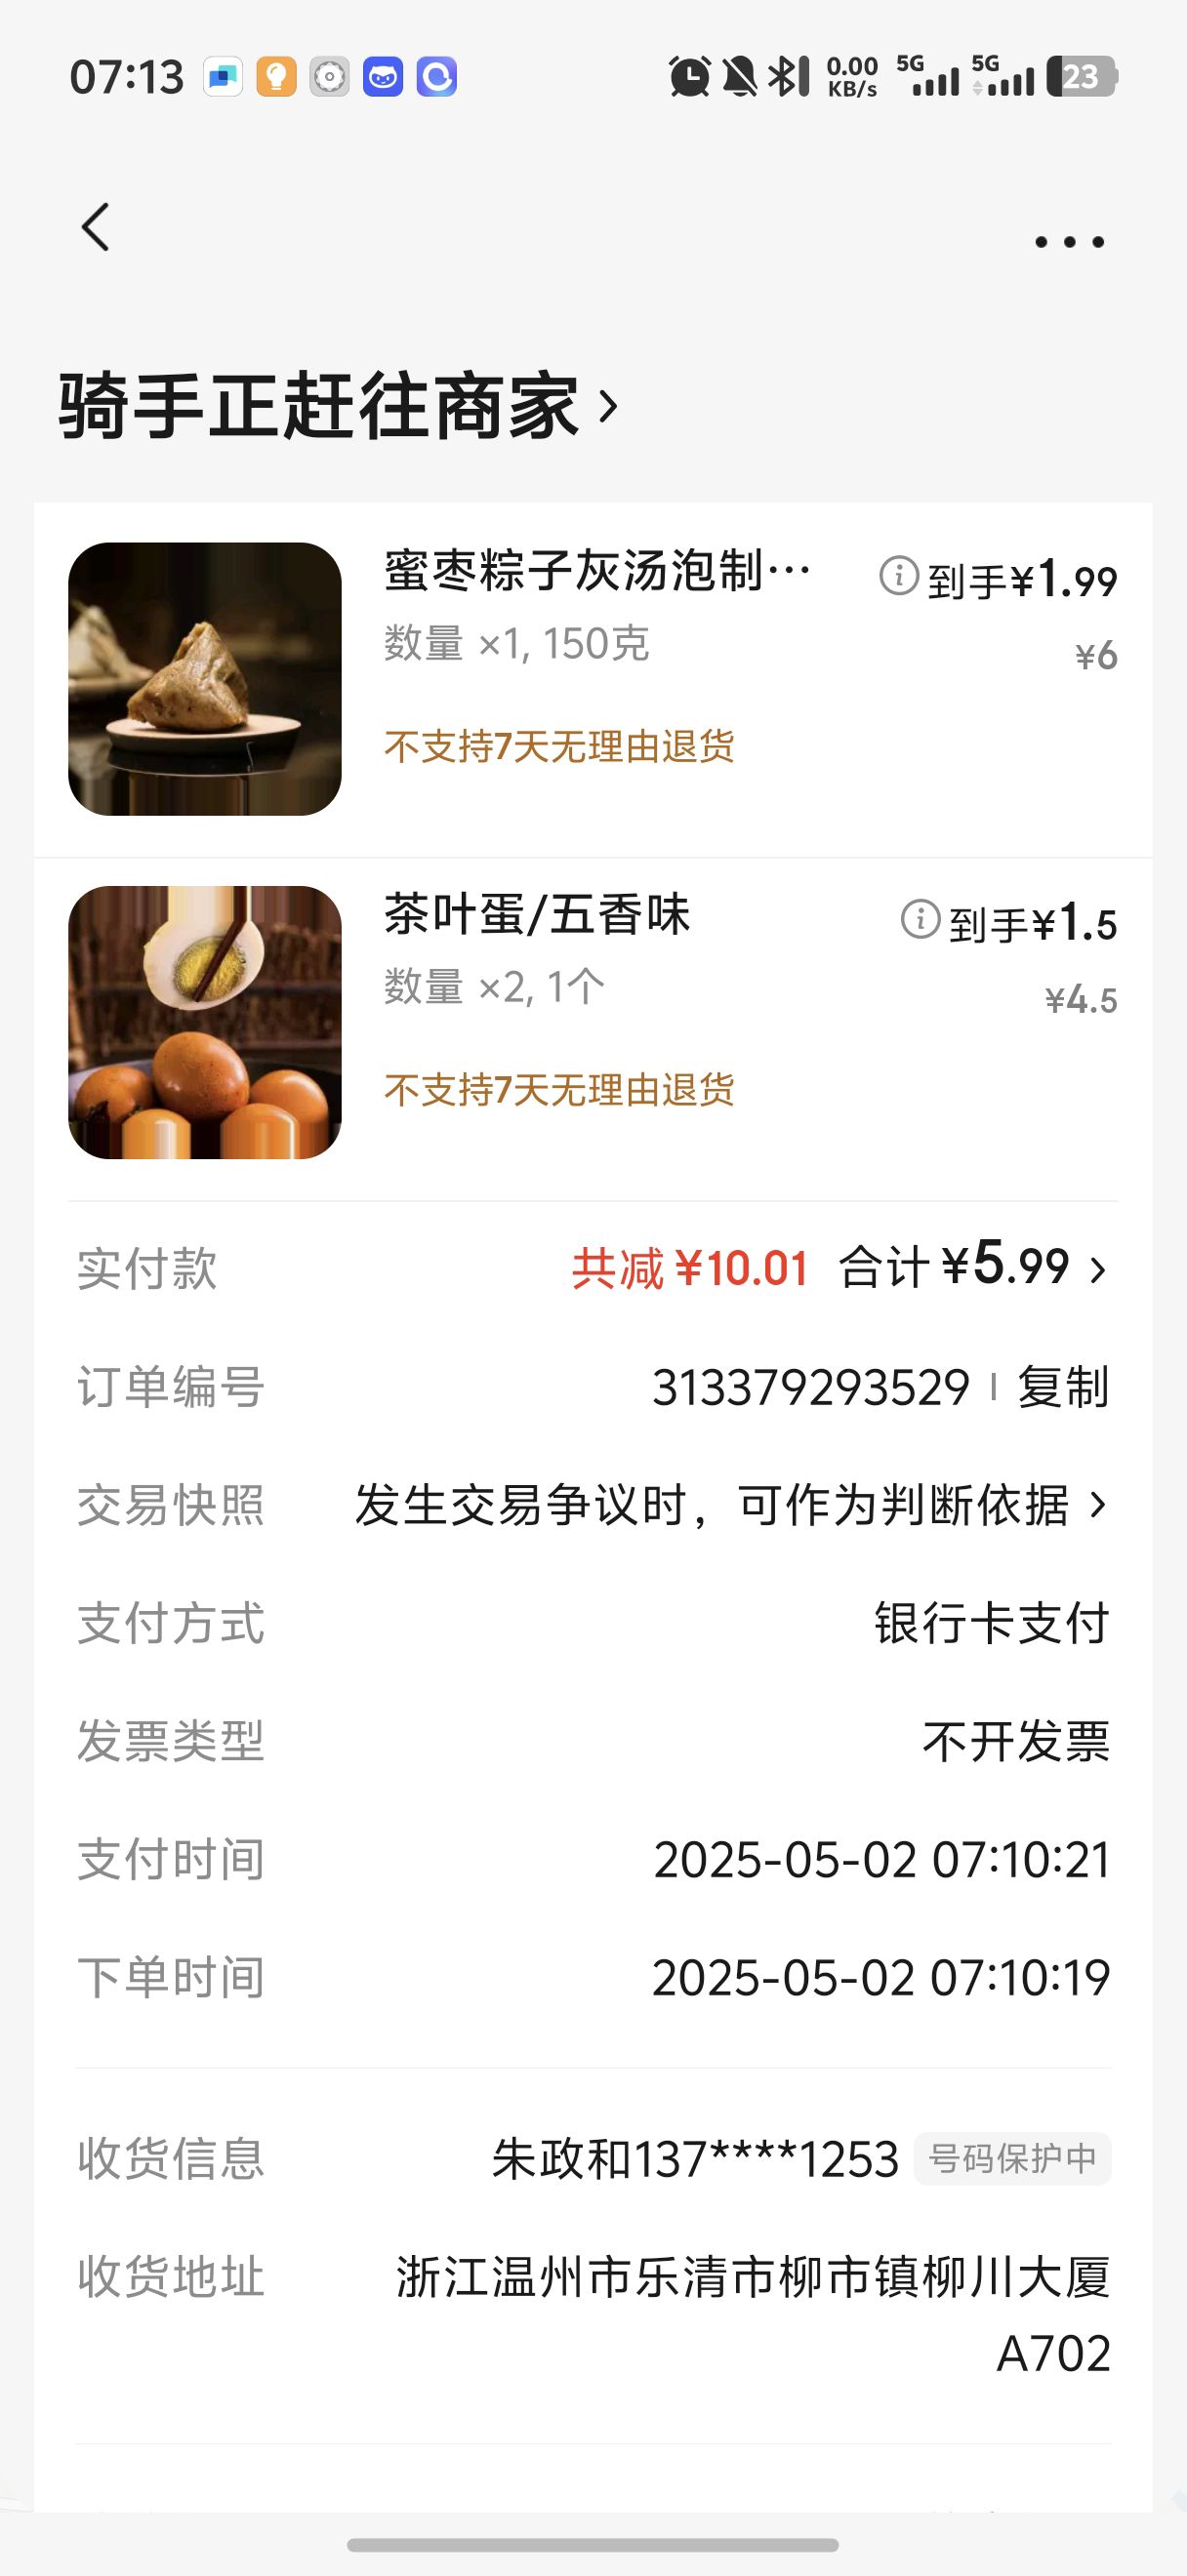 07:13
0.00 KB/s 5G 5G 23
骑手正赶往商家
蜜枣粽子灰汤泡制… 到手¥1.99
数量 ×1, 150克 ¥6
不支持7天无理由退货
茶叶蛋/五香味 到手¥1.5
数量 ×2, 1个 ¥4.5
不支持7天无理由退货
实付款 共减¥10.01 合计¥5.99
订单编号 313379293529 复制
交易快照 发生交易争议时，可作为判断依据
支付方式 银行卡支付
发票类型 不开发票
支付时间 2025-05-02 07:10:21
下单时间 2025-05-02 07:10:19
收货信息 朱政和137****1253 号码保护中
收货地址 浙江温州市乐清市柳市镇柳川大厦
A702